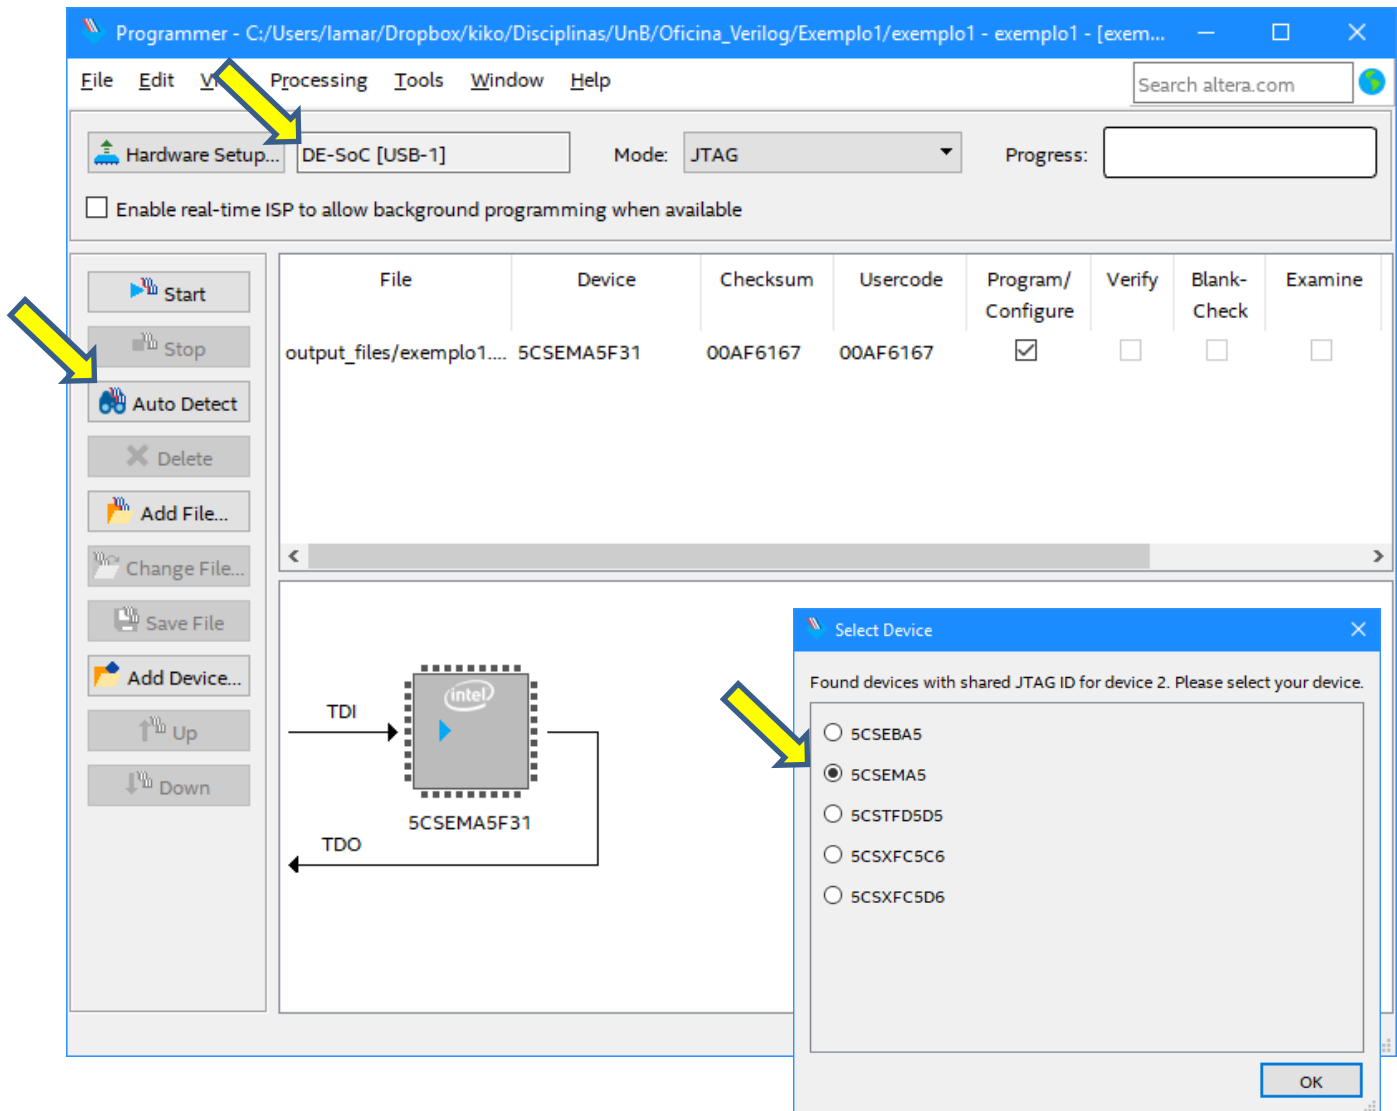 Programmer - C:/Users/lamar/Dropbox/kiko/Disciplinas/UnB/Oficina_Verilog/Exemplo1/exemplo1 - exemplo1 - [exem...
File Edit Processing Tools Window Help
Search altera.com
Hardware Setup... DE-SoC [USB-1] Mode: JTAG Progress:
Enable real-time ISP to allow background programming when available
Start
Stop
Auto Detect
Delete
Add File...
Change File...
Save File
Add Device...
Up
Down
File Device Checksum Usercode Program/ Configure Verify Blank- Check Examine
output_files/exemplo1.... 5CSEMA5F31 00AF6167 00AF6167
TDI
intel
5CSEMA5F31
TDO
Select Device
Found devices with shared JTAG ID for device 2. Please select your device.
5CSEBA5
5CSEMA5
5CSTFD5D5
5CSXFC5C6
5CSXFC5D6
OK